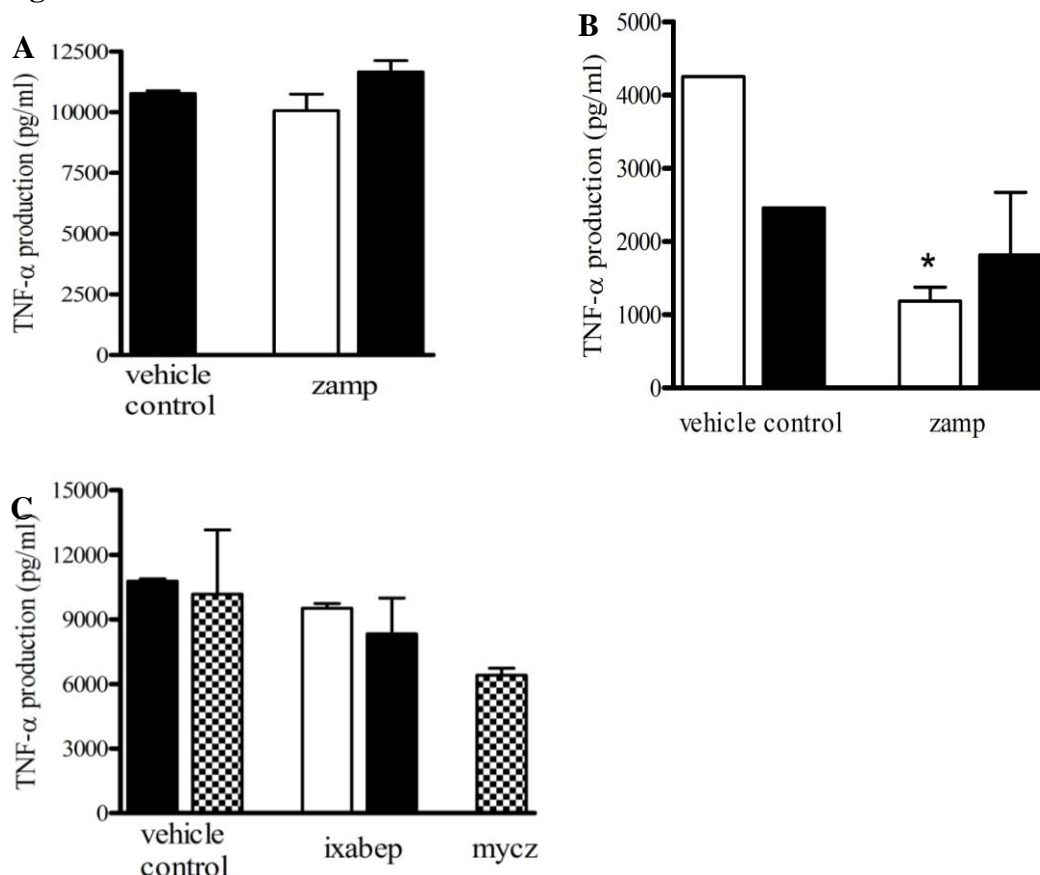 A
TNF-α production (pg/ml)
12500
10000
7500
5000
2500
0
vehicle
control
zamp
B
TNF-α production (pg/ml)
5000
4000
3000
2000
1000
0
*
vehicle control
zamp
C
TNF-α production (pg/ml)
15000
12000
9000
6000
3000
0
vehicle
control
ixabep
mycz